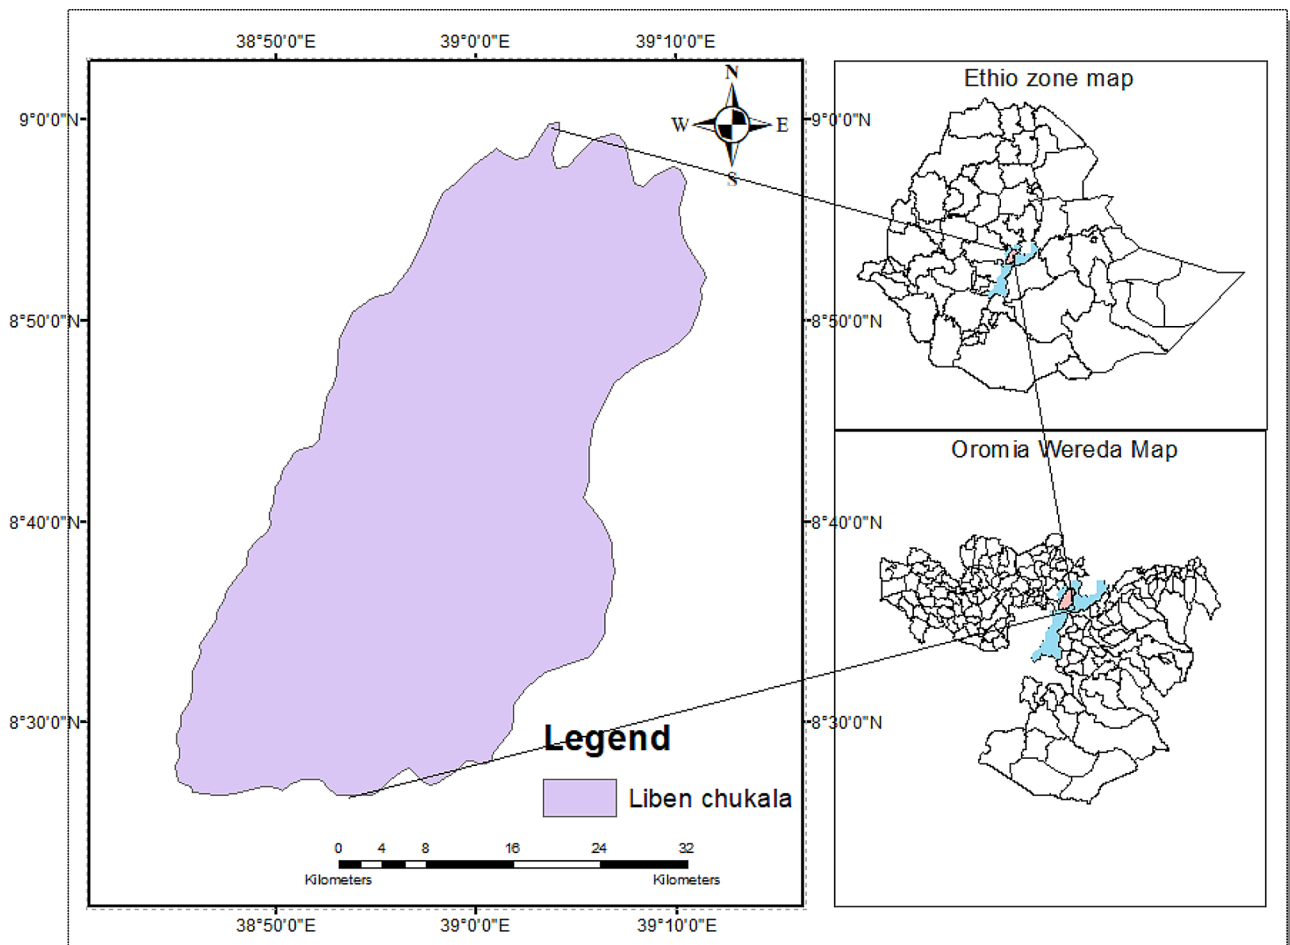 38°50'0"E 39°0'0"E 39°10'0"E
Ethio zone map
N
W E
S
9°0'0"N 9°0'0"N
8°50'0"N 8°50'0"N
Oromia Wereda Map
8°40'0"N 8°40'0"N
8°30'0"N 8°30'0"N
Legend
Liben chukala
0 4 8 16 24 32
Kilometers Kilometers
38°50'0"E 39°0'0"E 39°10'0"E